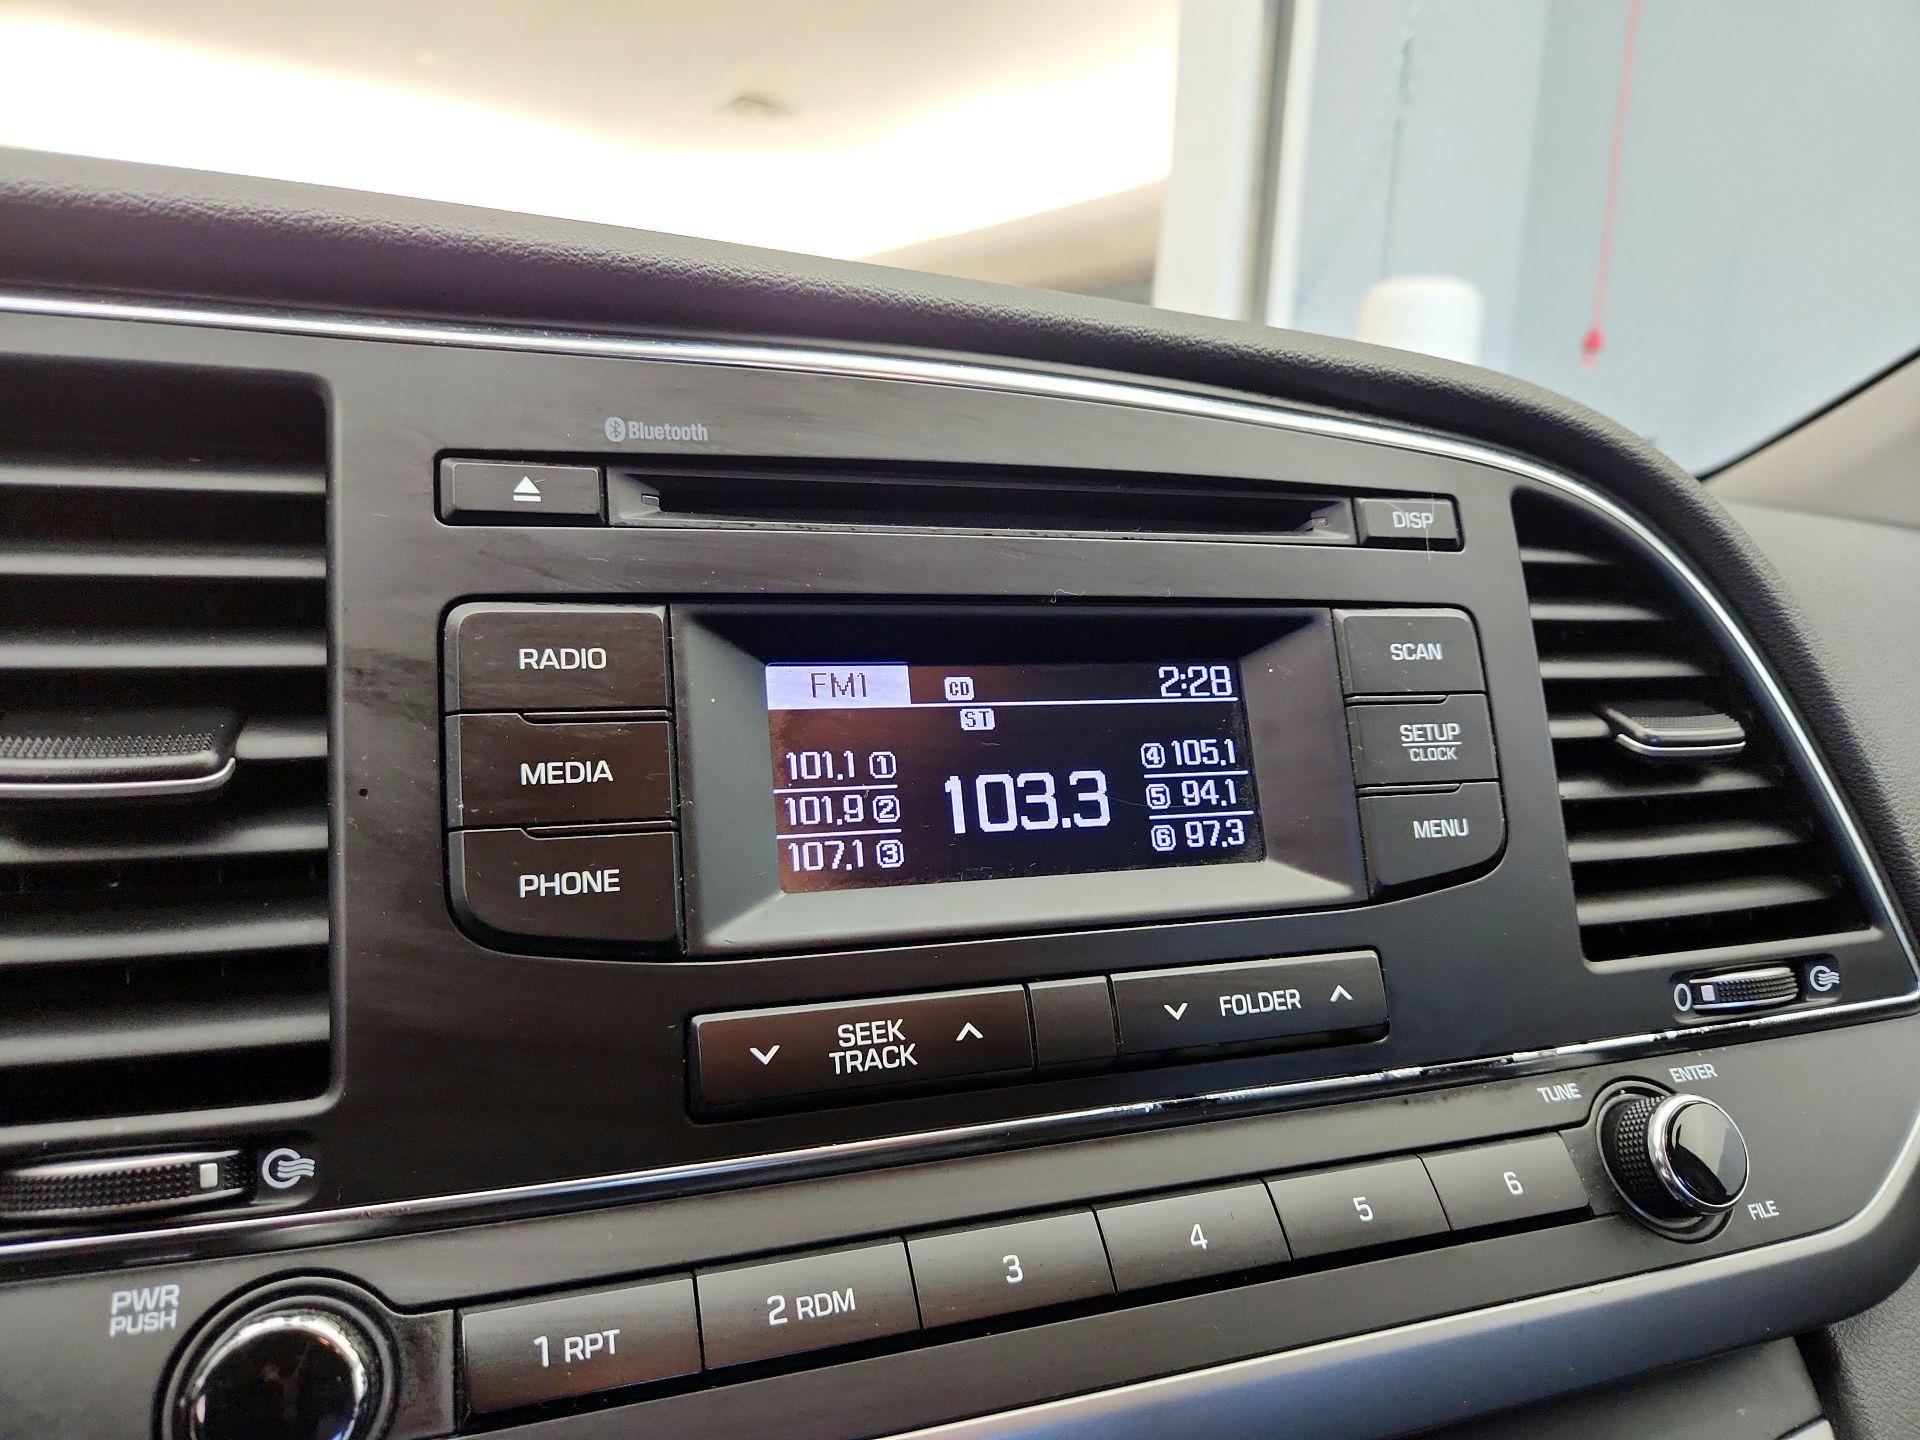 Bluetooth
DISP
RADIO
MEDIA
PHONE
FM1 CD 2:28
ST
101.1 1
101.9 2
107.1 3
103.3
4 105.1
5 94.1
6 97.3
SCAN
SETUP
CLOCK
MENU
SEEK
TRACK
FOLDER
0
TUNE
ENTER
FILE
PWR
PUSH
1 RPT
2 RDM
3
4
5
6